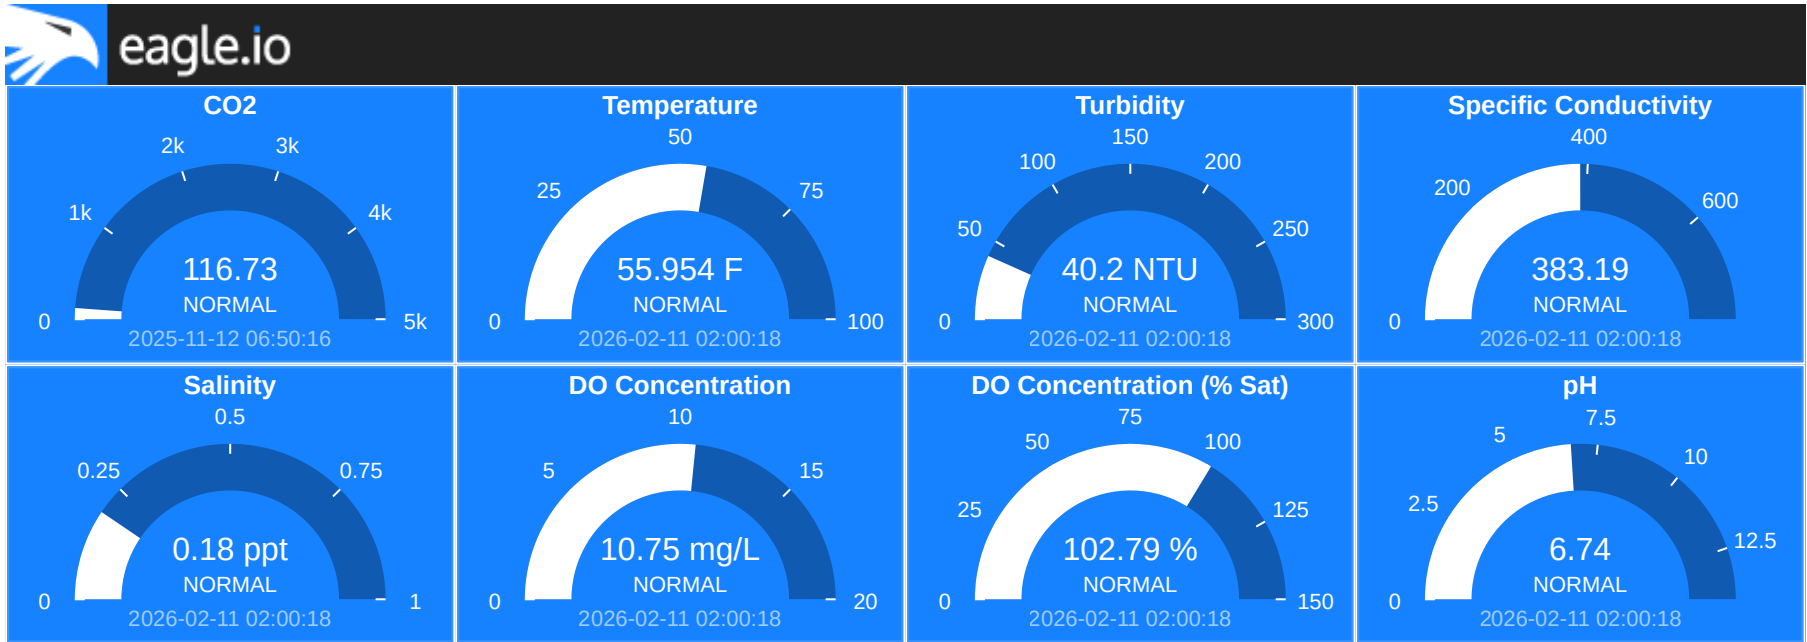 eagle.io
CO2
0
1k
2k
3k
4k
5k
116.73
NORMAL
2025-11-12 06:50:16
Temperature
0
25
50
75
100
55.954 F
NORMAL
2026-02-11 02:00:18
Turbidity
0
50
100
150
200
250
300
40.2 NTU
NORMAL
2026-02-11 02:00:18
Specific Conductivity
0
200
400
600
383.19
NORMAL
2026-02-11 02:00:18
Salinity
0
0.25
0.5
0.75
1
0.18 ppt
NORMAL
2026-02-11 02:00:18
DO Concentration
0
5
10
15
20
10.75 mg/L
NORMAL
2026-02-11 02:00:18
DO Concentration (% Sat)
0
25
50
75
100
125
150
102.79 %
NORMAL
2026-02-11 02:00:18
pH
0
2.5
5
7.5
10
12.5
6.74
NORMAL
2026-02-11 02:00:18